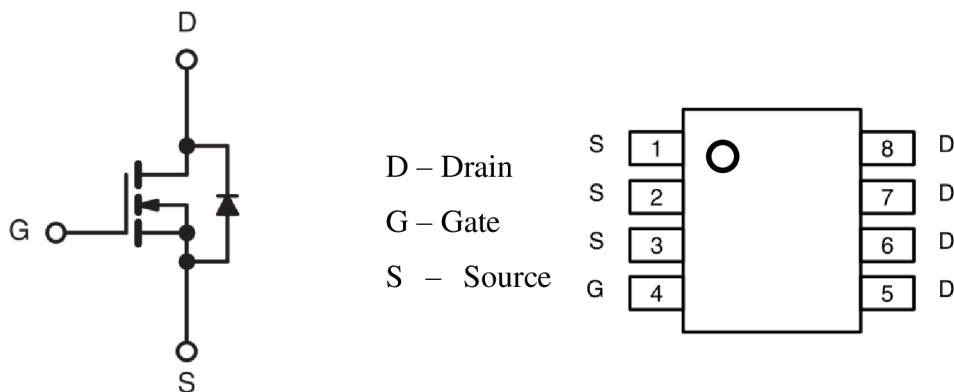 D
G
S
D – Drain
G – Gate
S – Source
S 1 8 D
S 2 7 D
S 3 6 D
G 4 5 D